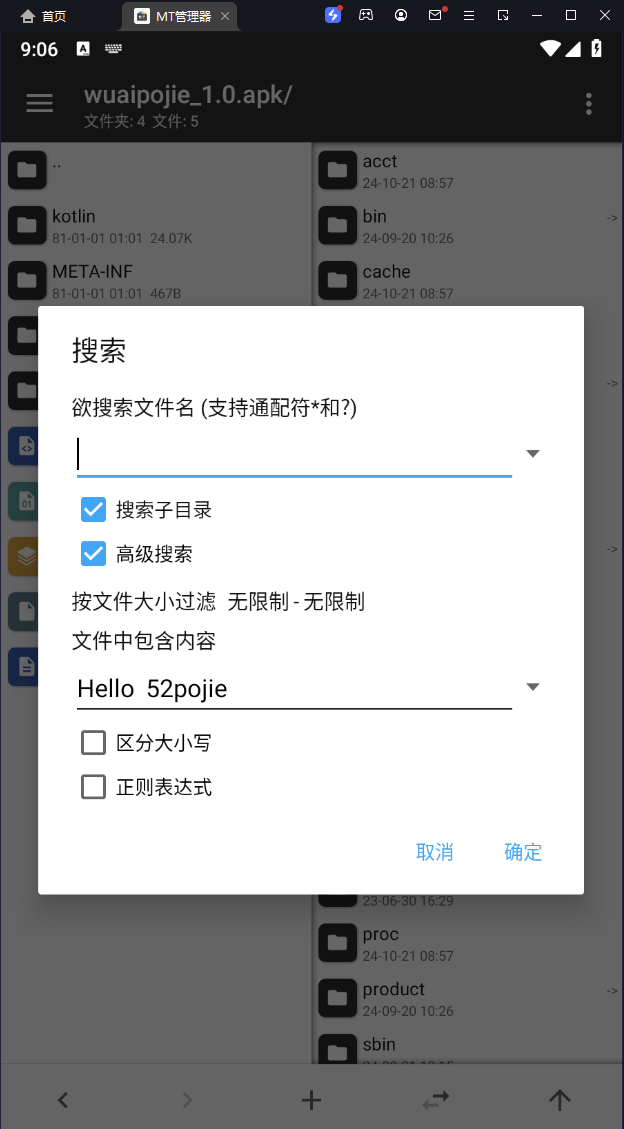 首页
MT管理器
9:06
wuaipojie_1.0.apk/
文件夹: 4 文件: 5
..
acct
24-10-21 08:57
kotlin
81-01-01 01:01 24.07K
bin
24-09-20 10:26
->
META-INF
81-01-01 01:01 467B
cache
24-10-21 08:57
搜索
->
欲搜索文件名 (支持通配符*和?)
搜索子目录
->
高级搜索
按文件大小过滤 无限制 - 无限制
文件中包含内容
Hello 52pojie
区分大小写
正则表达式
取消 确定
23-06-30 16:29
proc
24-10-21 08:57
product
24-09-20 10:26
->
sbin